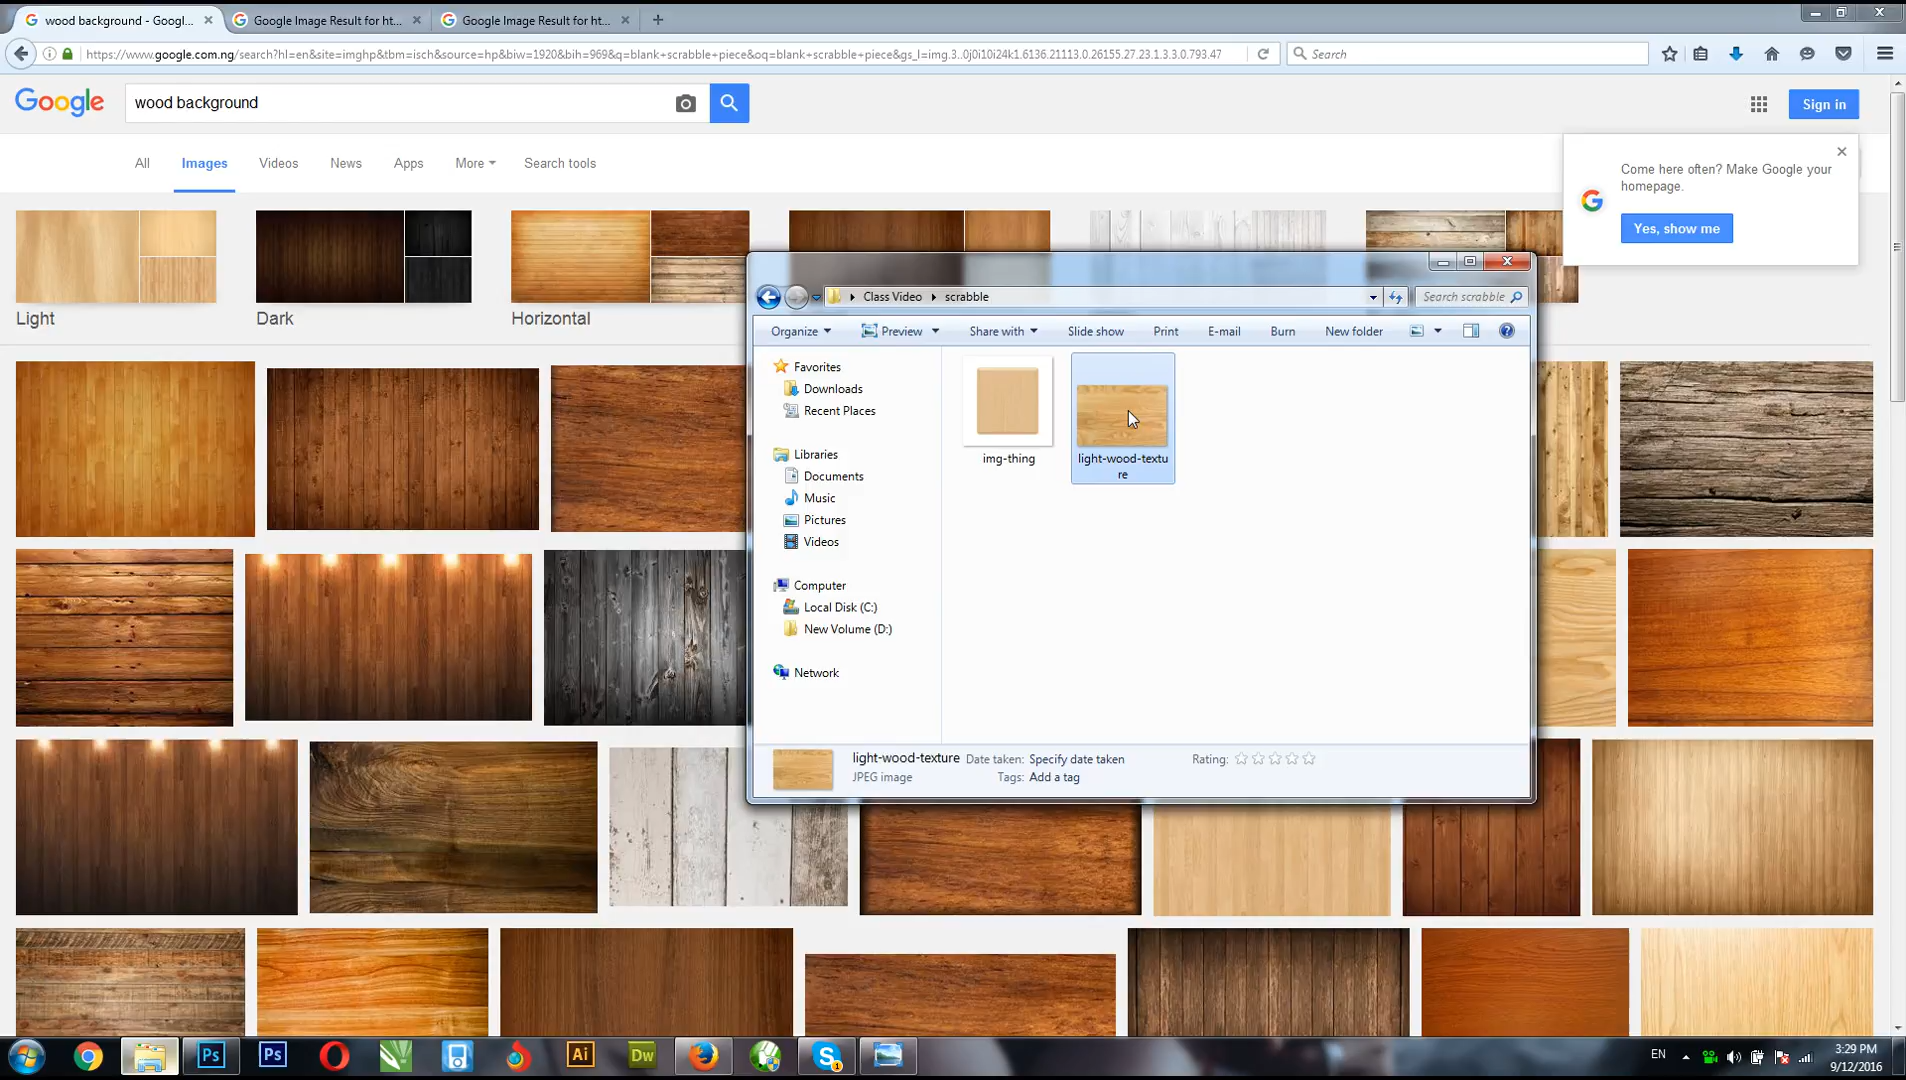 wood background - Googl...
Google Image Result for ht...
Google Image Result for ht...
https://www.google.com.ng/search?hl=en&site=imghp&tbm=isch&source=hp&biw=1920&bih=969&q=blank+scrabble+piece&oq=blank+scrabble+piece&gs_l=img.3..0j0i10i24k1.6136.21113.0.26155.27.23.1.3.3.0.793.47
Search
Google
wood background
Sign in
All
Images
Videos
News
Apps
More
Search tools
Come here often? Make Google your
homepage.
Yes, show me
Light
Dark
Horizontal
Class Video
scrabble
Search scrabble
Organize
Preview
Share with
Slide show
Print
E-mail
Burn
New folder
Favorites
Downloads
Recent Places
Libraries
Documents
Music
Pictures
Videos
Computer
Local Disk (C:)
New Volume (D:)
Network
img-thing
light-wood-textu
re
light-wood-texture
Date taken: Specify date taken
Rating:
JPEG image
Tags: Add a tag
Ps
Ps
Ai
Dw
S
1
EN
3:29 PM
9/12/2016